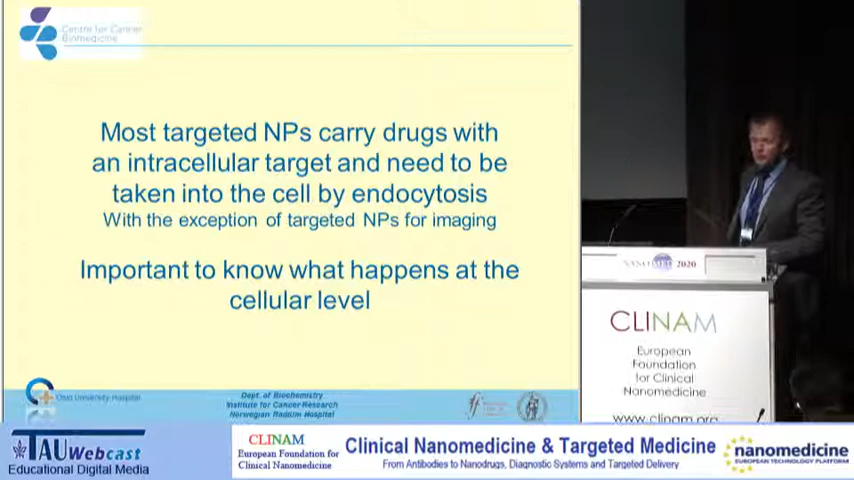 Centre for Cancer
Biomedicine
Most targeted NPs carry drugs with
an intracellular target and need to be
taken into the cell by endocytosis
With the exception of targeted NPs for imaging
Important to know what happens at the
cellular level
Oslo University Hospital
Dept. of Biochemistry
Institute for Cancer Research
Norwegian Radium Hospital
NANOMED 2020
CLINAM
European
Foundation
for Clinical
Nanomedicine
www.clinam.org
TAU Webcast
Educational Digital Media
CLINAM
European Foundation for
Clinical Nanomedicine
Clinical Nanomedicine & Targeted Medicine
From Antibodies to Nanodrugs, Diagnostic Systems and Targeted Delivery
nanomedicine
EUROPEAN TECHNOLOGY PLATFORM